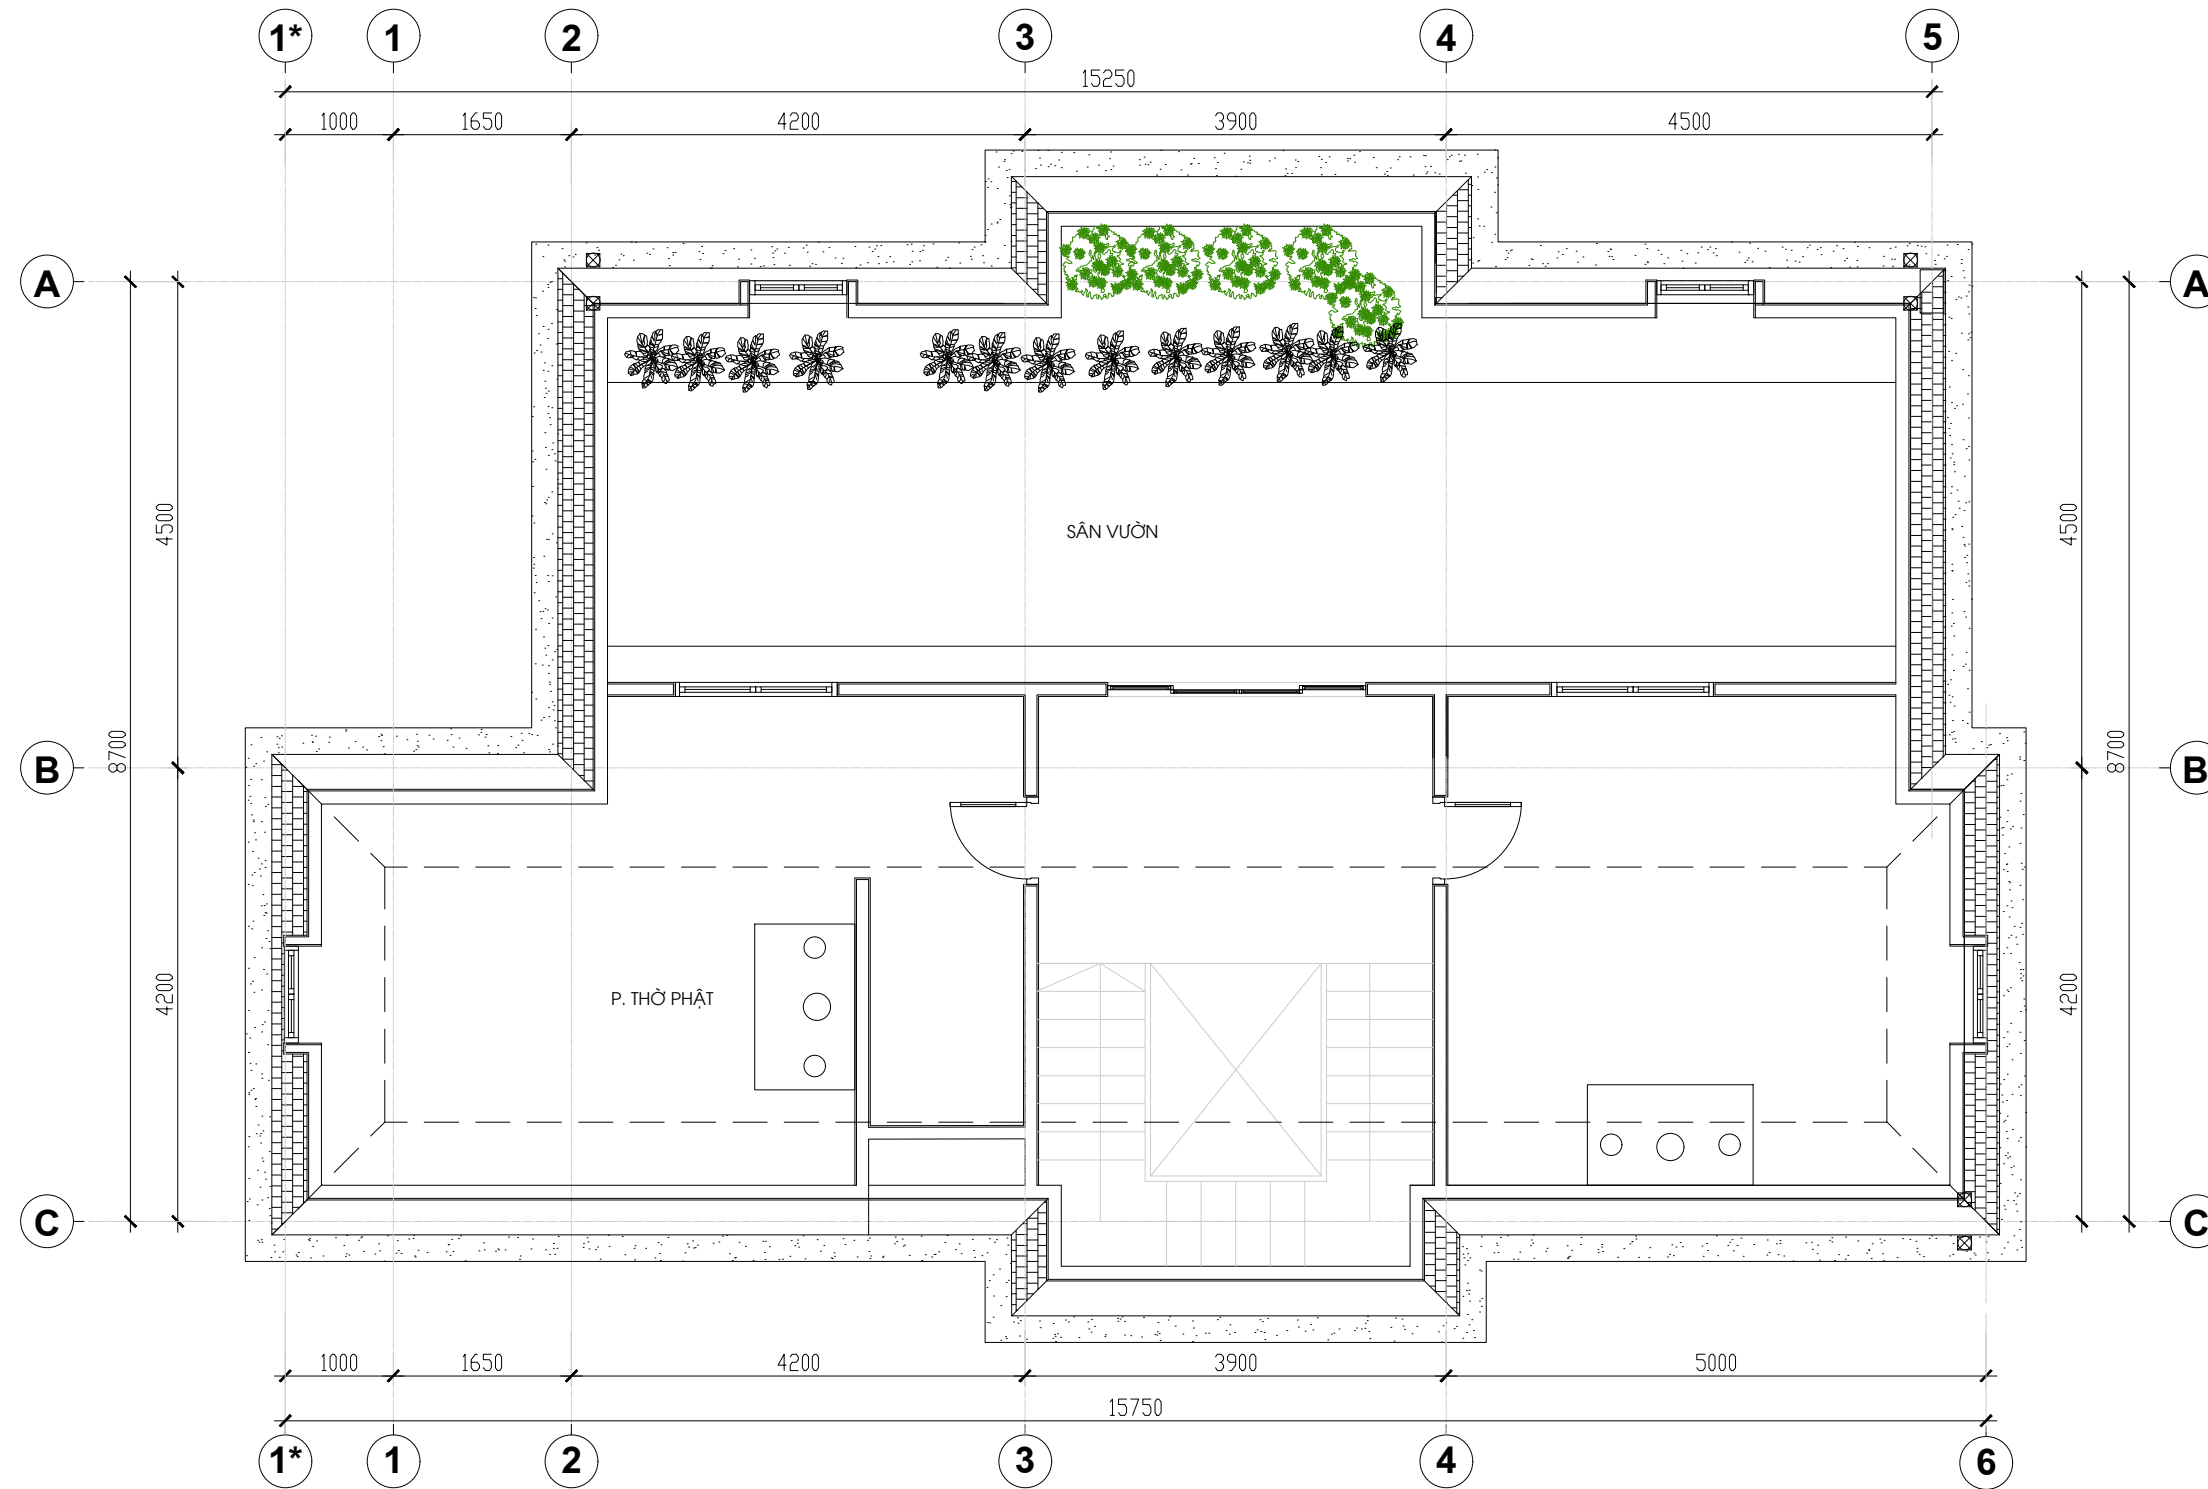 1* 1 2 3 4 5
15250
1000 1650 4200 3900 4500
A A
4500 4500
SÂN VƯỜN
8700 8700
B B
4200 4200
P. THỜ PHẬT
C C
1000 1650 4200 3900 5000
15750
1* 1 2 3 4 6